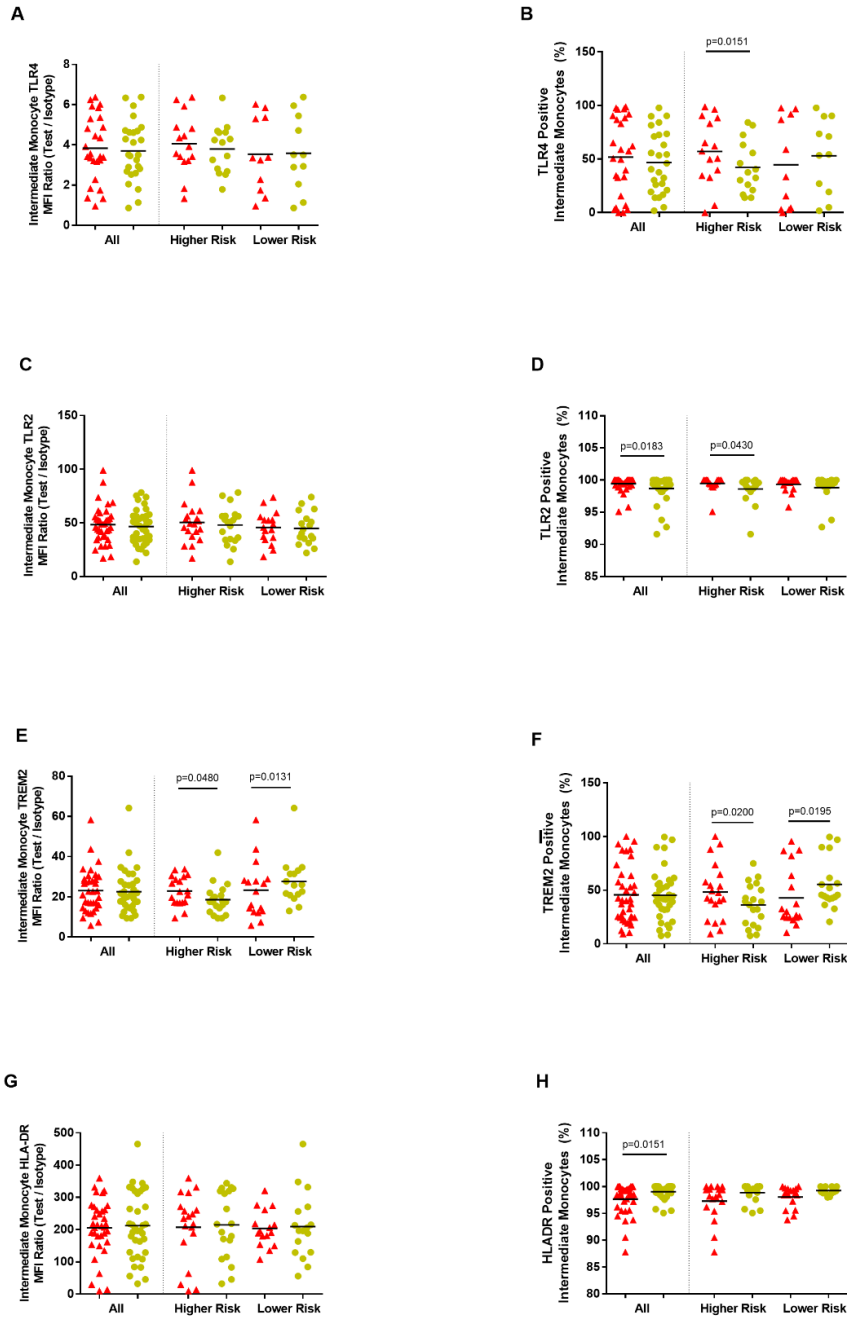 A
Intermediate Monocyte TLR4
MFI Ratio (Test / Isotype)
8
6
4
2
0
All
Higher Risk
Lower Risk
B
TLR4 Positive
Intermediate Monocytes (%)
150
100
50
0
p=0.0151
All
Higher Risk
Lower Risk
C
Intermediate Monocyte TLR2
MFI Ratio (Test / Isotype)
150
100
50
0
All
Higher Risk
Lower Risk
D
TLR2 Positive
Intermediate Monocytes (%)
110
105
100
95
90
85
p=0.0183
p=0.0430
All
Higher Risk
Lower Risk
E
Intermediate Monocyte TREM2
MFI Ratio (Test / Isotype)
80
60
40
20
0
p=0.0480
p=0.0131
All
Higher Risk
Lower Risk
F
TREM2 Positive
Intermediate Monocytes (%)
150
100
50
0
p=0.0200
p=0.0195
All
Higher Risk
Lower Risk
G
Intermediate Monocyte HLA-DR
MFI Ratio (Test / Isotype)
500
400
300
200
100
0
All
Higher Risk
Lower Risk
H
HLADR Positive
Intermediate Monocytes (%)
110
105
100
95
90
85
80
p=0.0151
All
Higher Risk
Lower Risk